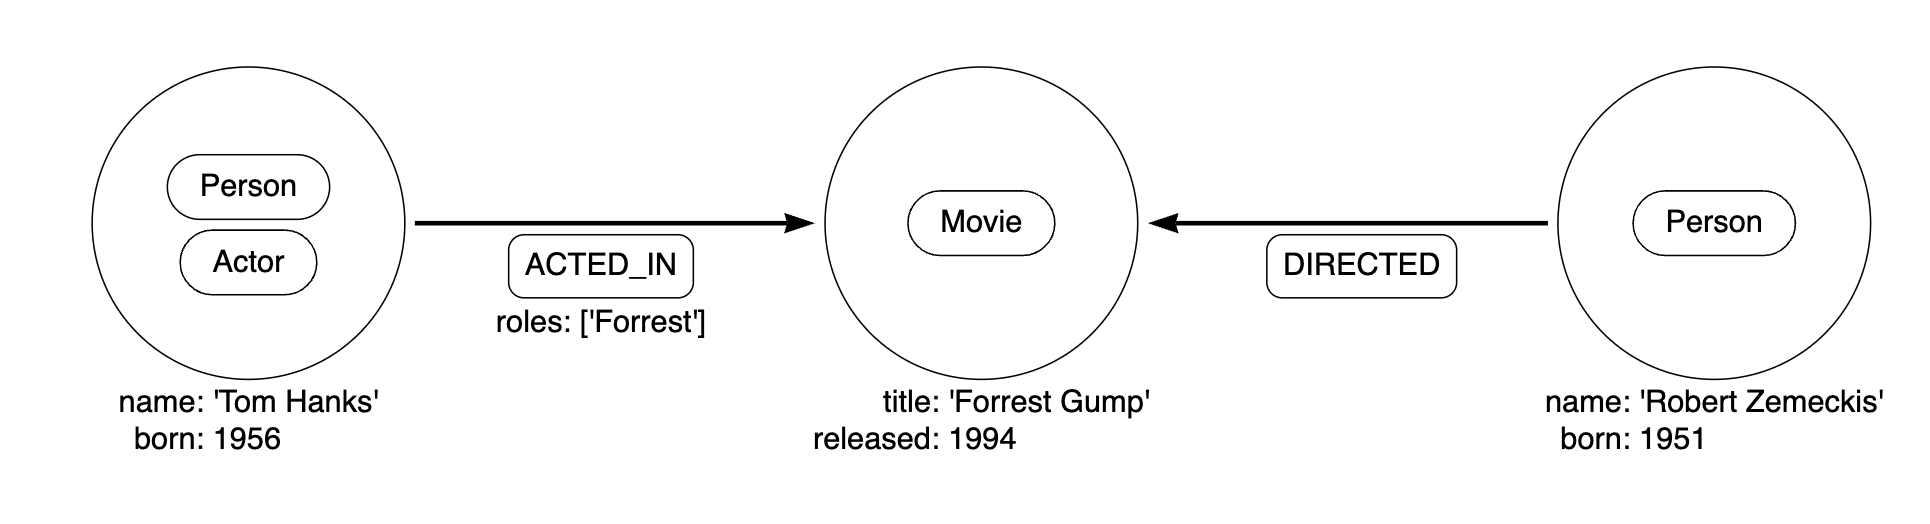 Person
Actor
ACTED_IN
roles: ['Forrest']
name: 'Tom Hanks'
born: 1956
Movie
title: 'Forrest Gump'
released: 1994
DIRECTED
Person
name: 'Robert Zemeckis'
born: 1951